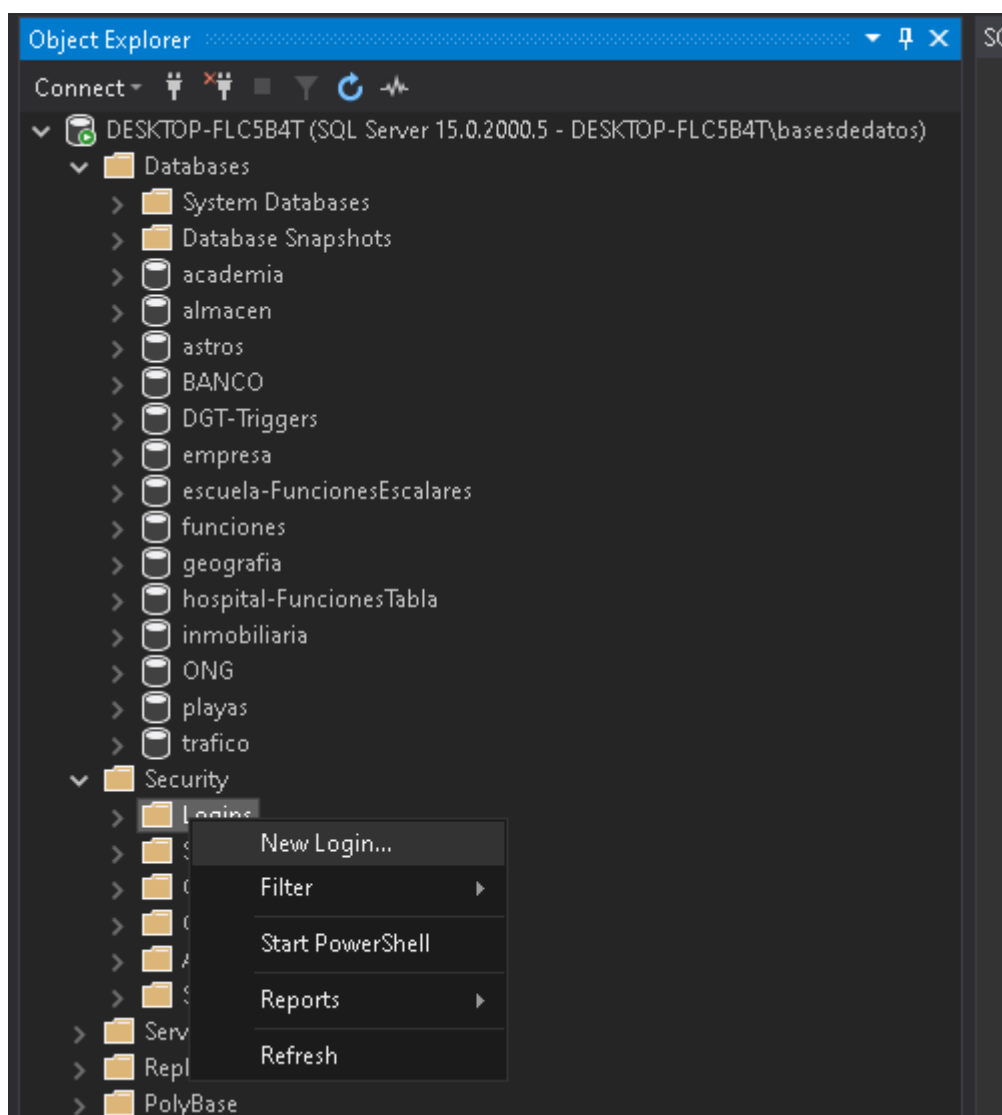 Object Explorer
Connect
DESKTOP-FLC5B4T (SQL Server 15.0.2000.5 - DESKTOP-FLC5B4T\basesdedatos)
Databases
System Databases
Database Snapshots
academia
almacen
astros
BANCO
DGT-Triggers
empresa
escuela-FuncionesEscalares
funciones
geografia
hospital-FuncionesTabla
inmobiliaria
ONG
playas
trafico
Security
Logins
New Login...
Filter
Start PowerShell
Reports
Refresh
Serv
Repl
PolyBase